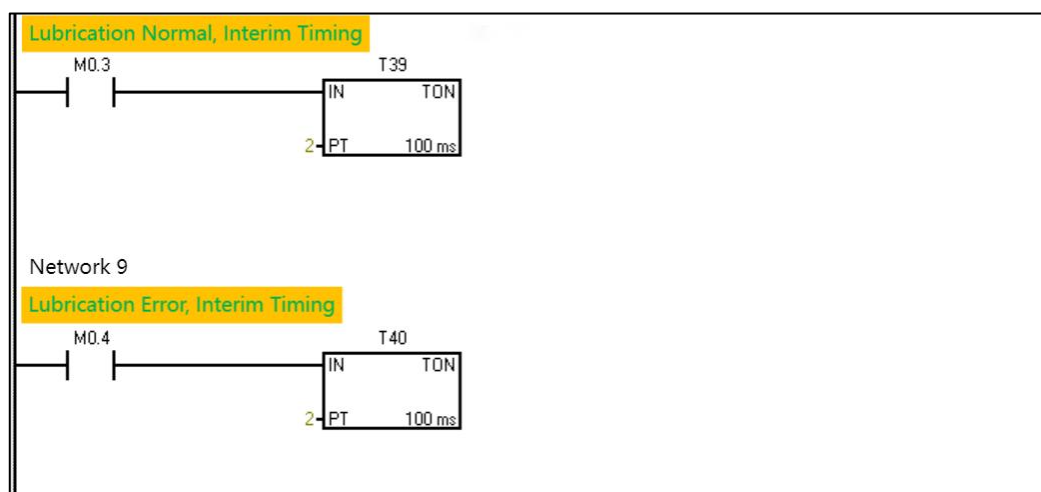 Lubrication Normal, Interim Timing
M0.3
T39
IN TON
2 PT 100 ms
Network 9
Lubrication Error, Interim Timing
M0.4
T40
IN TON
2 PT 100 ms